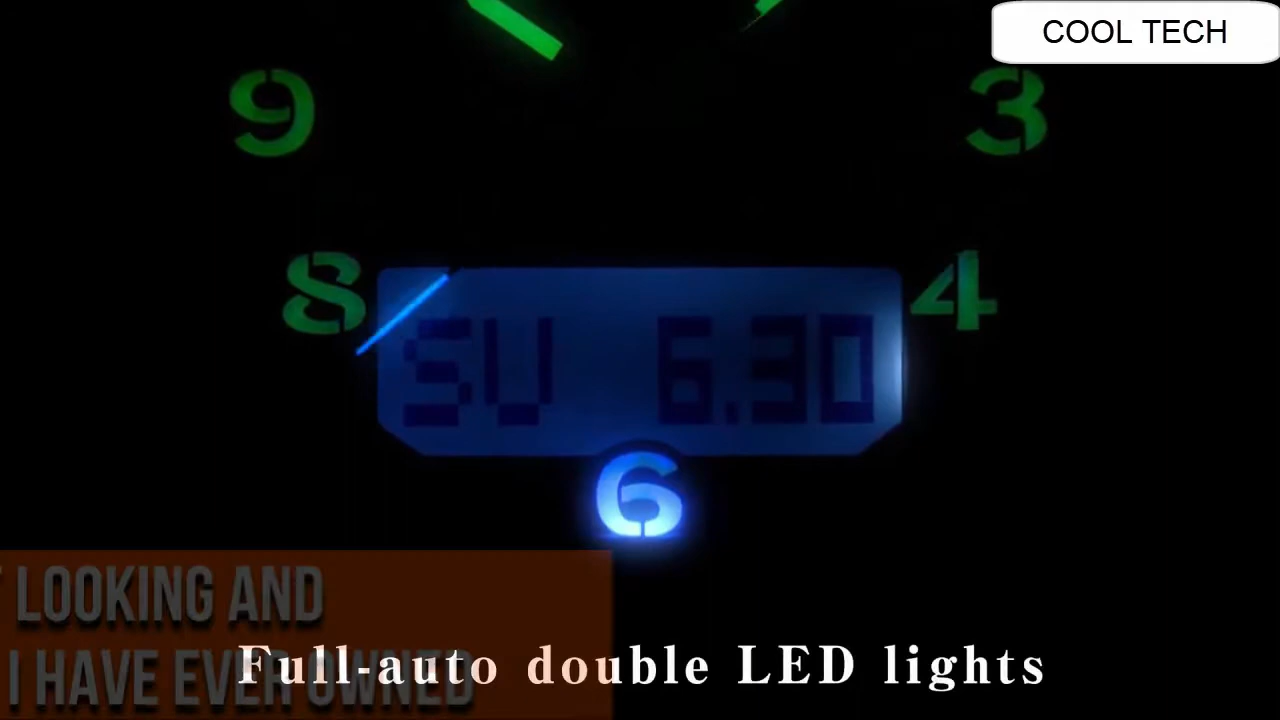 COOL TECH
9
3
8
4
SU 6.30
6
LOOKING AND
I HAVE EVER OWNED
Full-auto double LED lights